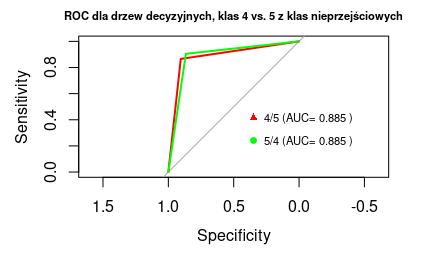 ROC dla drzew decyzyjnych, klas 4 vs. 5 z klas nieprzejściowych
Sensitivity
0.8
0.4
0.0
4/5 (AUC= 0.885 )
5/4 (AUC= 0.885 )
1.5 1.0 0.5 0.0 -0.5
Specificity